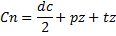 Cn = dc/2 + pz + tz